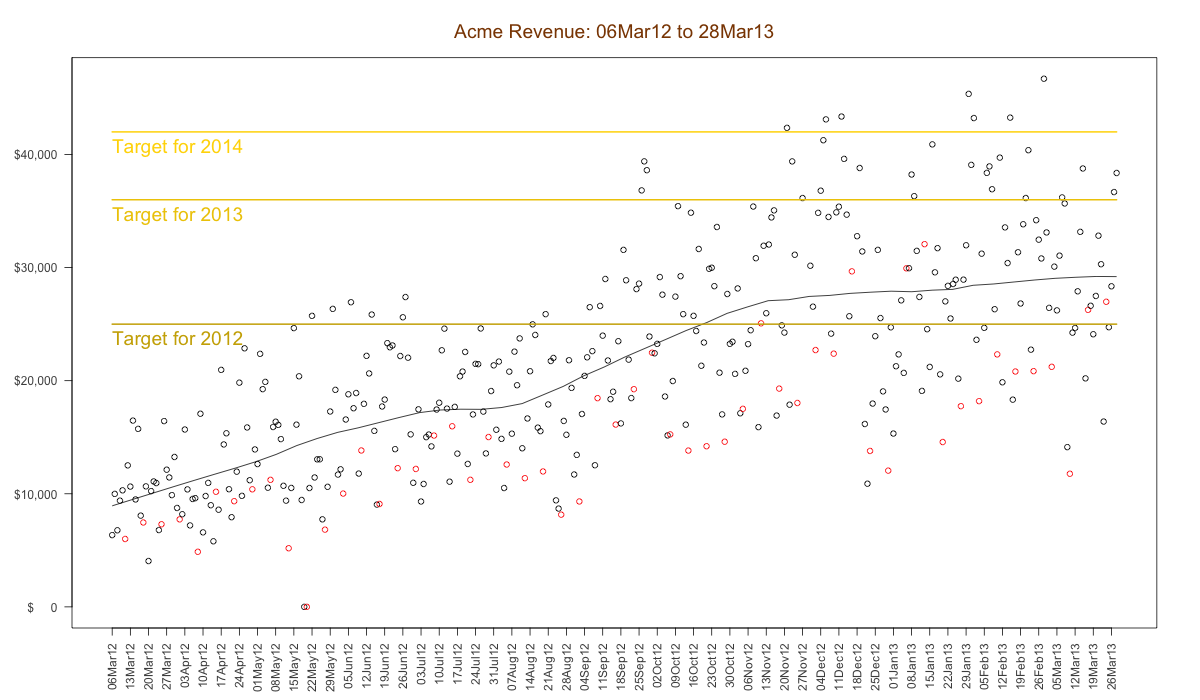 Acme Revenue: 06Mar12 to 28Mar13
Target for 2014
$40,000
Target for 2013
$30,000
Target for 2012
$20,000
$10,000
$ 0
06Mar12
13Mar12
20Mar12
27Mar12
03Apr12
10Apr12
17Apr12
24Apr12
01May12
08May12
15May12
22May12
29May12
05Jun12
12Jun12
19Jun12
26Jun12
03Jul12
10Jul12
17Jul12
24Jul12
31Jul12
07Aug12
14Aug12
21Aug12
28Aug12
04Sep12
11Sep12
18Sep12
25Sep12
02Oct12
09Oct12
16Oct12
23Oct12
30Oct12
06Nov12
13Nov12
20Nov12
27Nov12
04Dec12
11Dec12
18Dec12
25Dec12
01Jan13
08Jan13
15Jan13
22Jan13
29Jan13
05Feb13
12Feb13
19Feb13
26Feb13
05Mar13
12Mar13
19Mar13
26Mar13